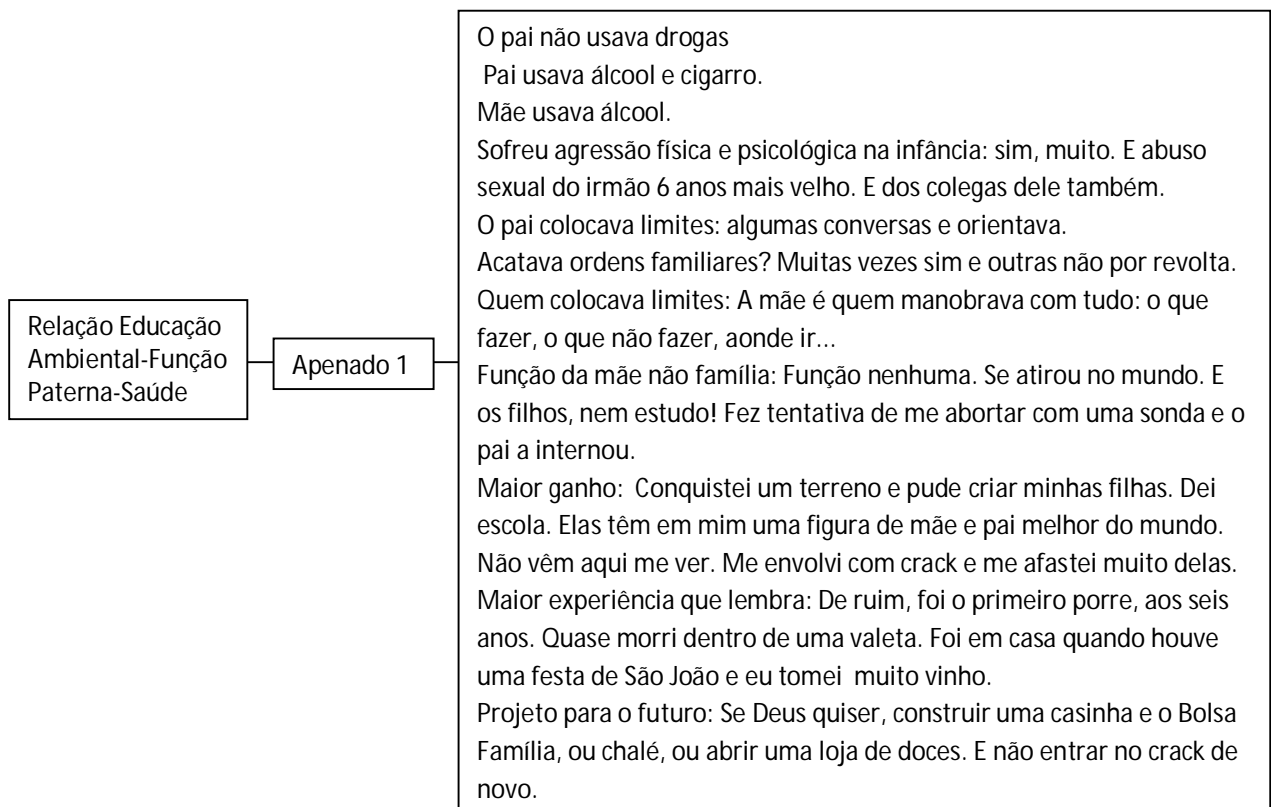 Relação Educação
Ambiental-Função
Paterna-Saúde
Apenado 1
O pai não usava drogas
Pai usava álcool e cigarro.
Mãe usava álcool.
Sofreu agressão física e psicológica na infância: sim, muito. E abuso
sexual do irmão 6 anos mais velho. E dos colegas dele também.
O pai colocava limites: algumas conversas e orientava.
Acatava ordens familiares? Muitas vezes sim e outras não por revolta.
Quem colocava limites: A mãe é quem manobrava com tudo: o que
fazer, o que não fazer, aonde ir...
Função da mãe não família: Função nenhuma. Se atirou no mundo. E
os filhos, nem estudo! Fez tentativa de me abortar com uma sonda e o
pai a internou.
Maior ganho: Conquistei um terreno e pude criar minhas filhas. Dei
escola. Elas têm em mim uma figura de mãe e pai melhor do mundo.
Não vêm aqui me ver. Me envolvi com crack e me afastei muito delas.
Maior experiência que lembra: De ruim, foi o primeiro porre, aos seis
anos. Quase morri dentro de uma valeta. Foi em casa quando houve
uma festa de São João e eu tomei muito vinho.
Projeto para o futuro: Se Deus quiser, construir uma casinha e o Bolsa
Família, ou chalé, ou abrir uma loja de doces. E não entrar no crack de
novo.